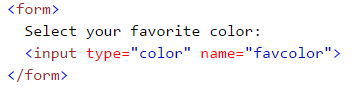 <form>
  Select your favorite color:
  <input type="color" name="favcolor">
</form>